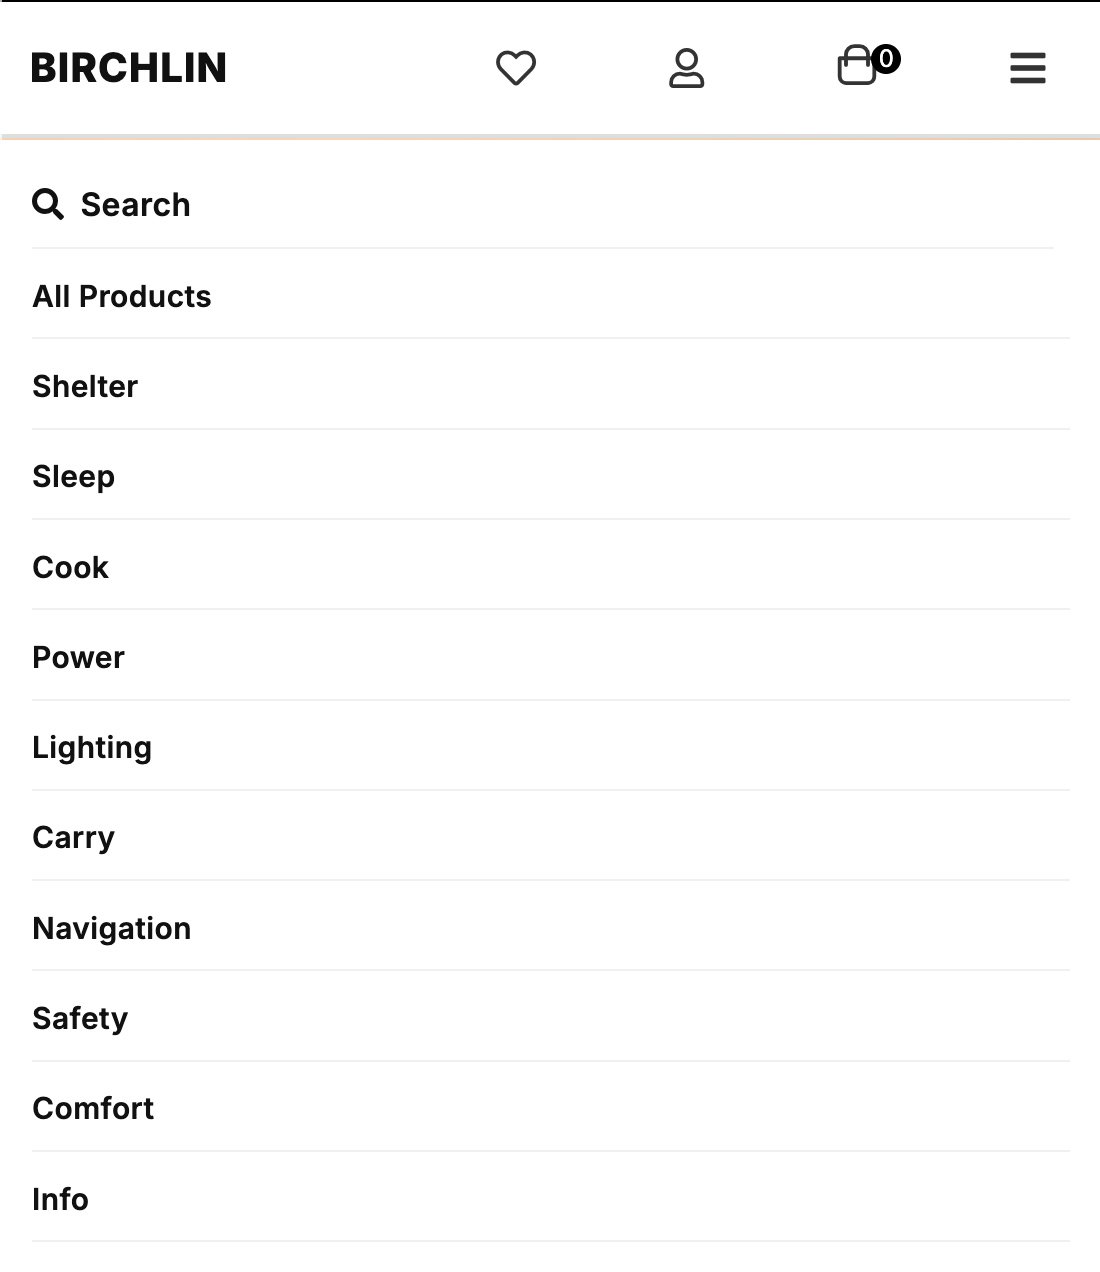 BIRCHLIN
0
Search
All Products
Shelter
Sleep
Cook
Power
Lighting
Carry
Navigation
Safety
Comfort
Info